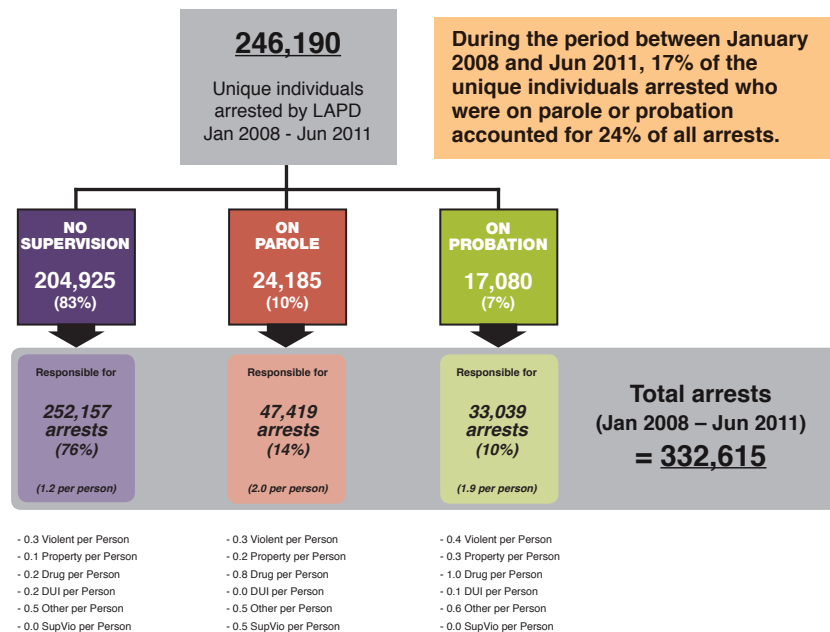 246,190
Unique individuals
arrested by LAPD
Jan 2008 - Jun 2011
During the period between January
2008 and Jun 2011, 17% of the
unique individuals arrested who
were on parole or probation
accounted for 24% of all arrests.
NO
SUPERVISION
204,925
(83%)
ON
PAROLE
24,185
(10%)
ON
PROBATION
17,080
(7%)
Responsible for
252,157
arrests
(76%)
(1.2 per person)
Responsible for
47,419
arrests
(14%)
(2.0 per person)
Responsible for
33,039
arrests
(10%)
(1.9 per person)
Total arrests
(Jan 2008 – Jun 2011)
= 332,615
- 0.3 Violent per Person
- 0.1 Property per Person
- 0.2 Drug per Person
- 0.2 DUI per Person
- 0.5 Other per Person
- 0.0 SupVio per Person
- 0.3 Violent per Person
- 0.2 Property per Person
- 0.8 Drug per Person
- 0.0 DUI per Person
- 0.5 Other per Person
- 0.5 SupVio per Person
- 0.4 Violent per Person
- 0.3 Property per Person
- 1.0 Drug per Person
- 0.1 DUI per Person
- 0.6 Other per Person
- 0.0 SupVio per Person